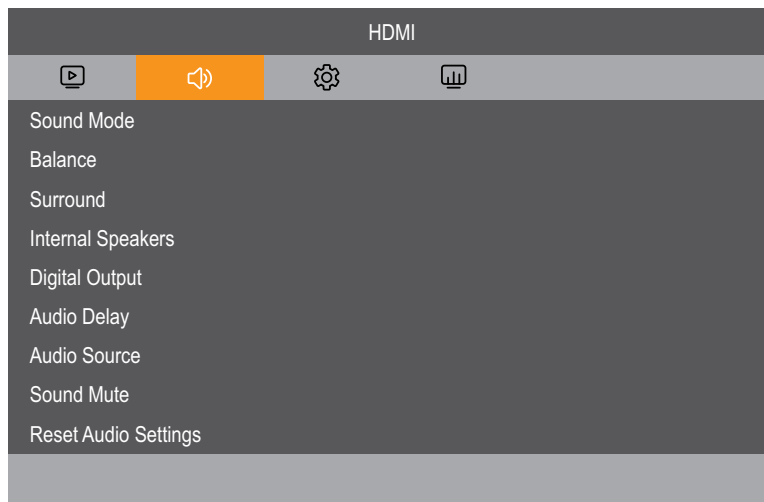 HDMI
Sound Mode
Balance
Surround
Internal Speakers
Digital Output
Audio Delay
Audio Source
Sound Mute
Reset Audio Settings